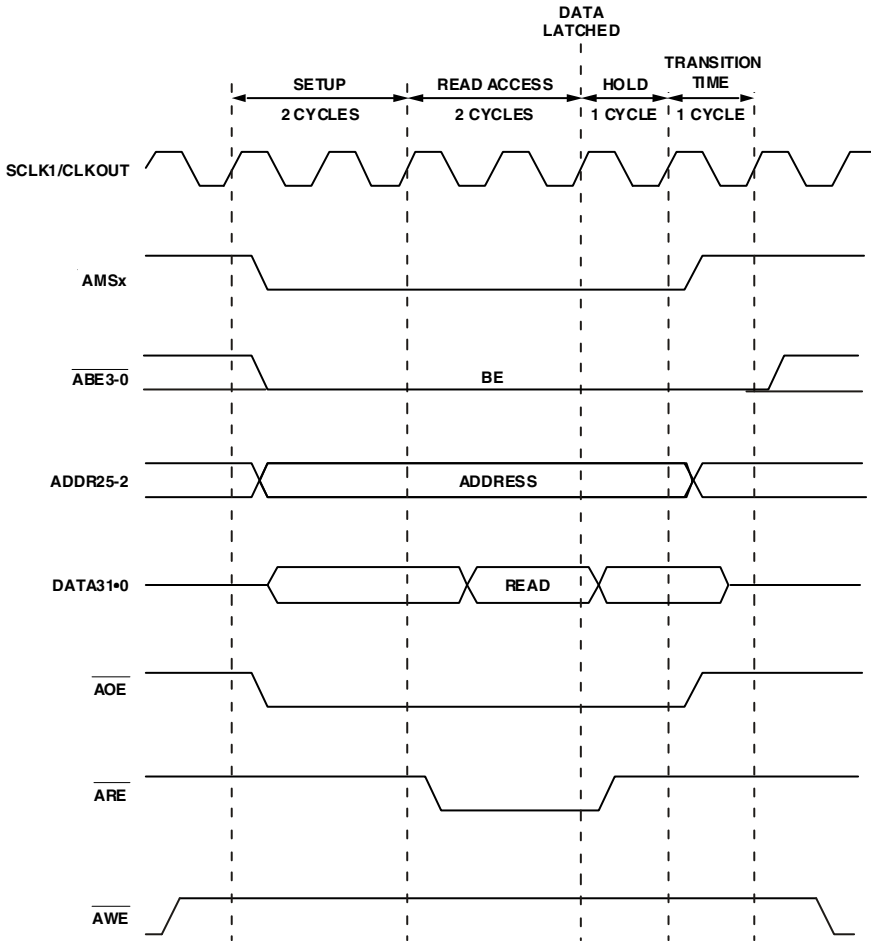 DATA
LATCHED
TRANSITION
TIME
SETUP
READ ACCESS
HOLD
2 CYCLES
2 CYCLES
1 CYCLE
1 CYCLE
SCLK1/CLKOUT
AMSx
ABE3-0
BE
ADDR25-2
ADDRESS
DATA31•0
READ
AOE
ARE
AWE